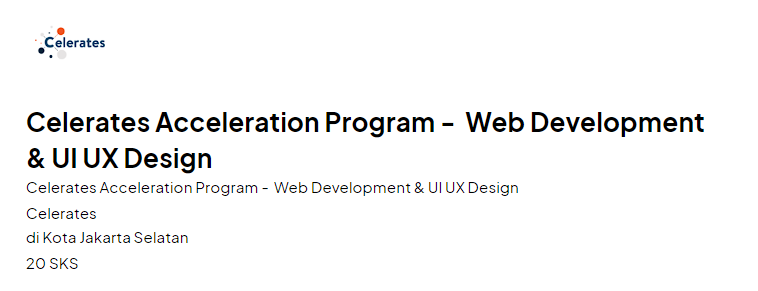 Celerates
Celerates Acceleration Program - Web Development
& UI UX Design
Celerates Acceleration Program - Web Development & UI UX Design
Celerates
di Kota Jakarta Selatan
20 SKS